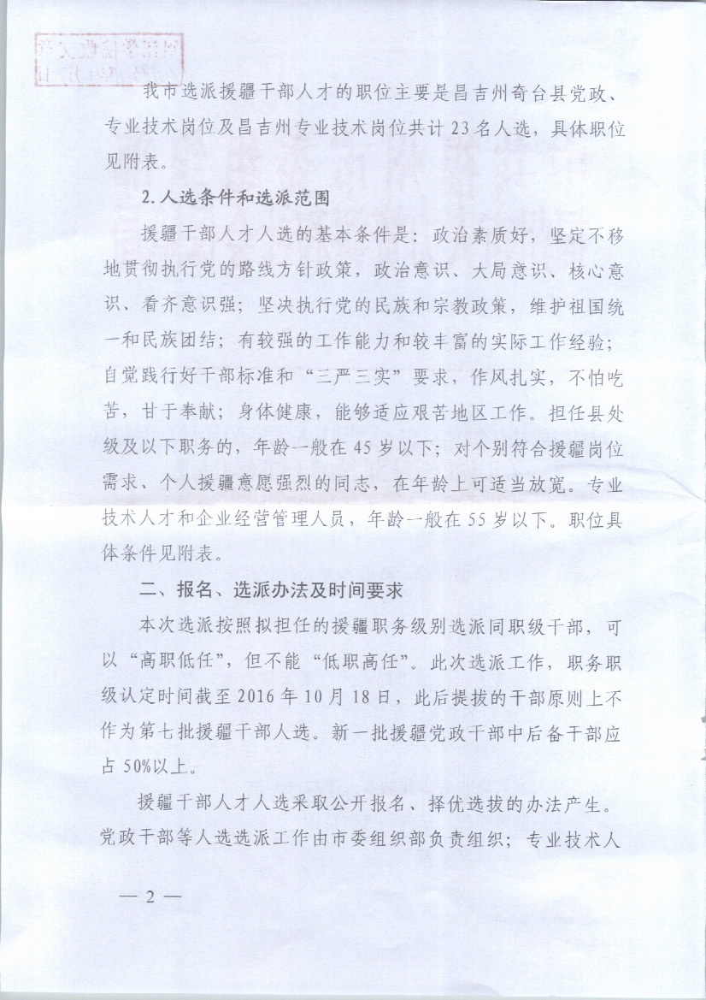 我市选派援疆干部人才的职位主要是昌吉州奇台县党政、
专业技术岗位及昌吉州专业技术岗位共计23名人选，具体职位
见附表。
2.人选条件和选派范围
援疆干部人才人选的基本条件是：政治素质好，坚定不移
地贯彻执行党的路线方针政策，政治意识、大局意识、核心意
识、看齐意识强；坚决执行党的民族和宗教政策，维护祖国统
一和民族团结；有较强的工作能力和较丰富的实际工作经验；
自觉践行好干部标准和“三严三实”要求，作风扎实，不怕吃
苦，甘于奉献；身体健康，能够适应艰苦地区工作。担任县处
级及以下职务的，年龄一般在45岁以下；对个别符合援疆岗位
需求、个人援疆意愿强烈的同志，在年龄上可适当放宽。专业
技术人才和企业经营管理人员，年龄一般在55岁以下。职位具
体条件见附表。
二、报名、选派办法及时间要求
本次选派按照拟担任的援疆职务级别选派同职级干部，可
以“高职低任”，但不能“低职高任”。此次选派工作，职务职
级认定时间截至2016年10月18日，此后提拔的干部原则上不
作为第七批援疆干部人选。新一批援疆党政干部中后备干部应
占50%以上。
援疆干部人才人选采取公开报名、择优选拔的办法产生。
党政干部等人选选派工作由市委组织部负责组织；专业技术人
— 2 —